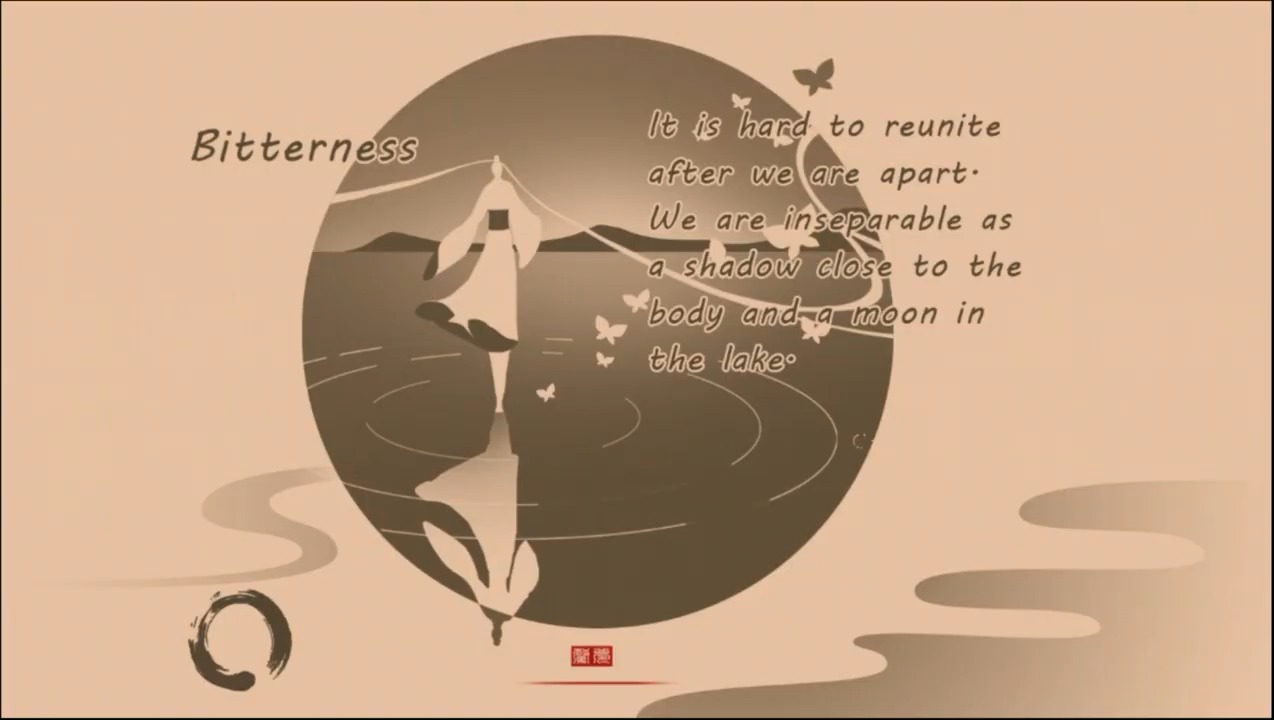 Bitterness
It is hard to reunite
after we are apart·
We are inseparable as
a shadow close to the
body and a moon in
the lake·